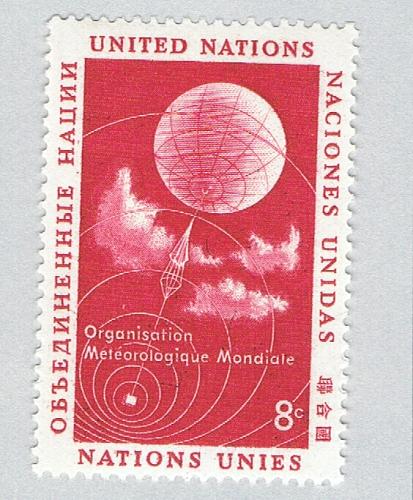 UNITED NATIONS
ОБЪЕДИНЕННЫЕ НАЦИИ
NACIONES UNIDAS
聯合國
Organisation
Météorologique Mondiale
8c
NATIONS UNIES